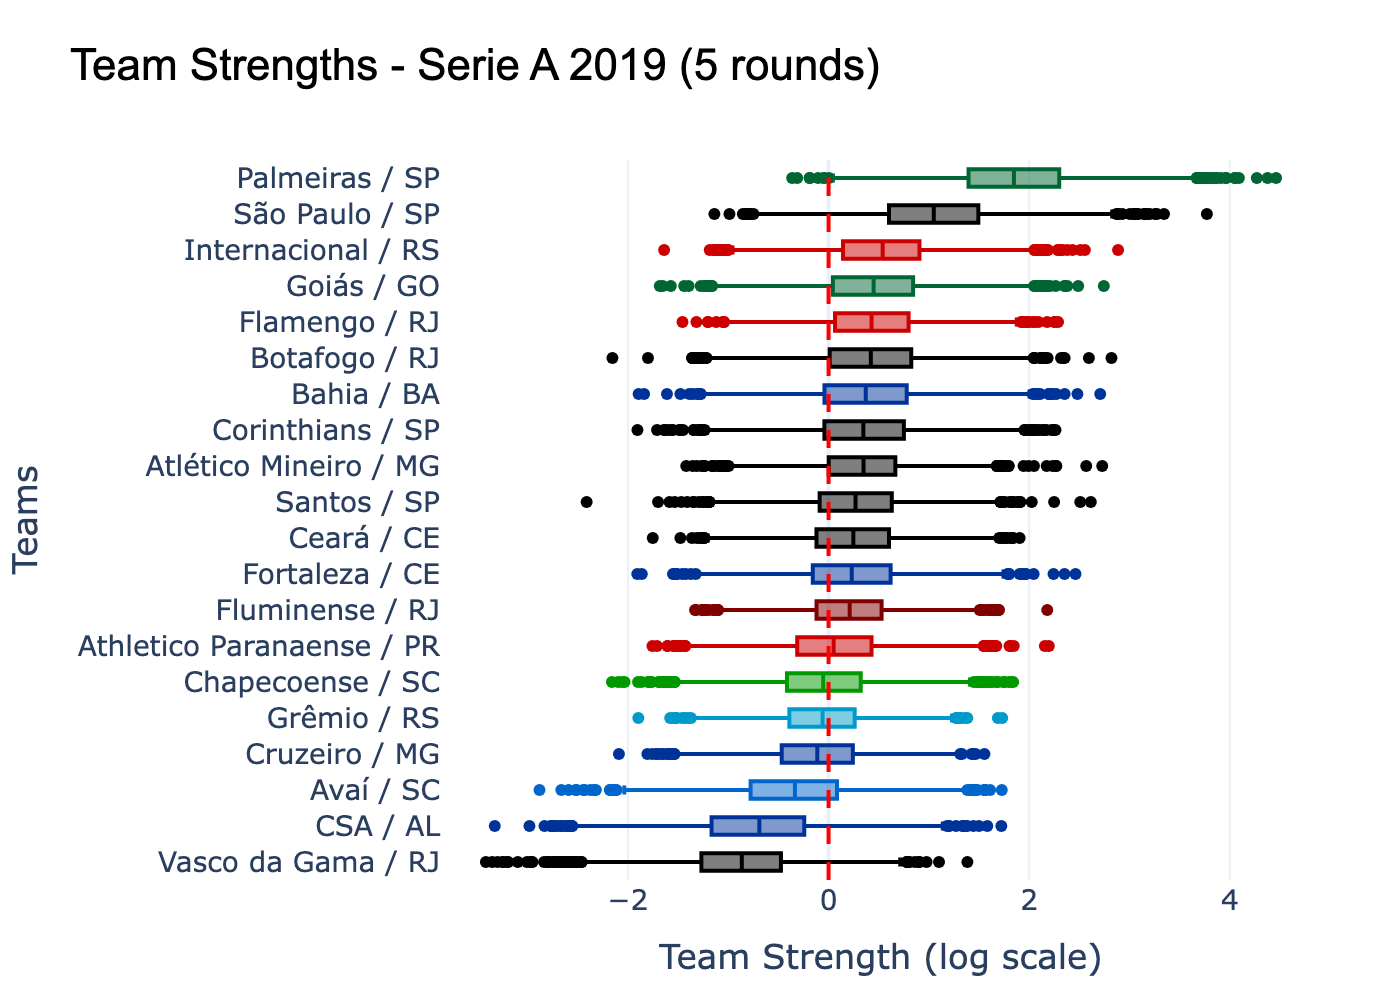 Team Strengths - Serie A 2019 (5 rounds)
Teams
Palmeiras / SP
São Paulo / SP
Internacional / RS
Goiás / GO
Flamengo / RJ
Botafogo / RJ
Bahia / BA
Corinthians / SP
Atlético Mineiro / MG
Santos / SP
Ceará / CE
Fortaleza / CE
Fluminense / RJ
Athletico Paranaense / PR
Chapecoense / SC
Grêmio / RS
Cruzeiro / MG
Avaí / SC
CSA / AL
Vasco da Gama / RJ
−2 0 2 4
Team Strength (log scale)